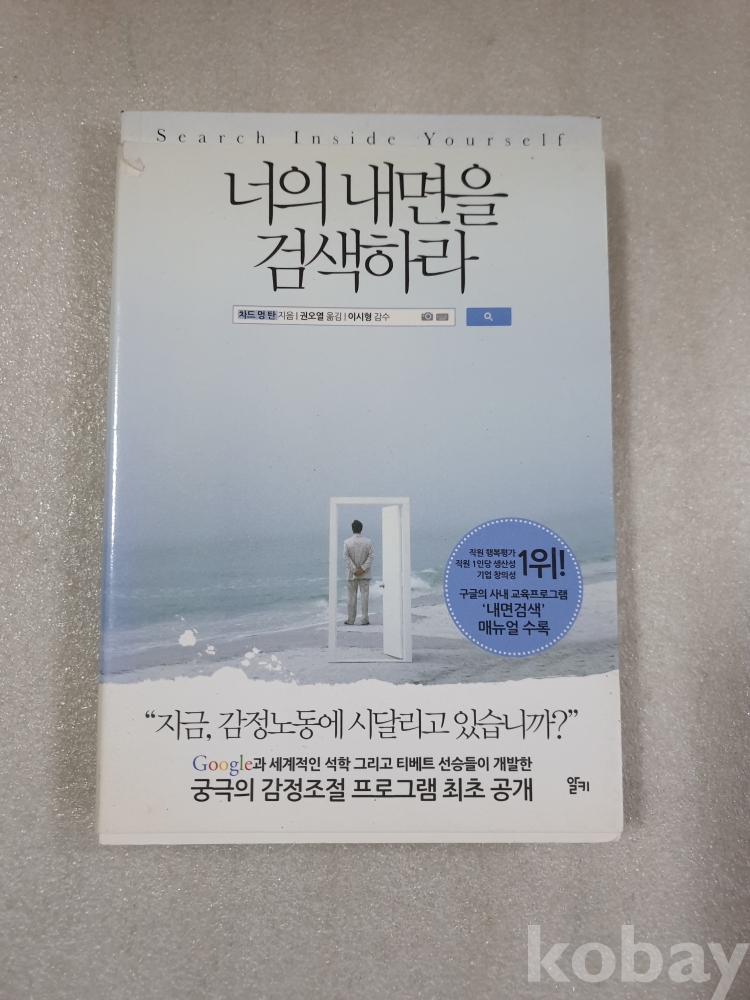 Search Inside Yourself
너의 내면을
검색하라
차드 멍 탄 지음 | 권오열 옮김 | 이시형 감수
직원 행복평가
직원 1인당 생산성
기업 창의성
1위!
구글의 사내 교육프로그램
‘내면검색’
매뉴얼 수록
“지금, 감정노동에 시달리고 있습니까?”
Google과 세계적인 석학 그리고 티베트 선승들이 개발한
궁극의 감정조절 프로그램 최초 공개
알키
kobay